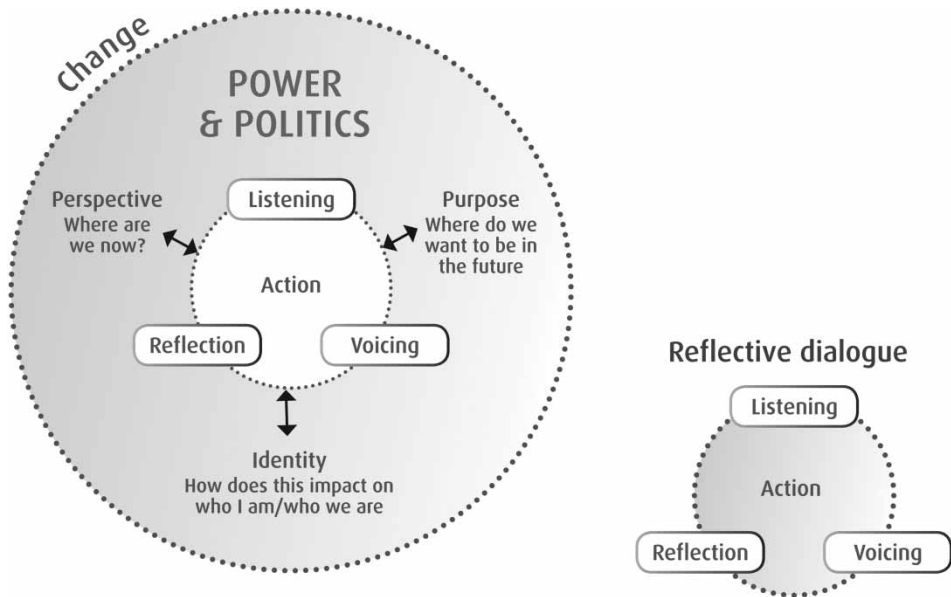 Change
POWER
& POLITICS
Listening
Perspective
Where are
we now?
Purpose
Where do we
want to be in
the future
Action
Reflection
Voicing
Identity
How does this impact on
who I am/who we are
Reflective dialogue
Listening
Action
Reflection
Voicing